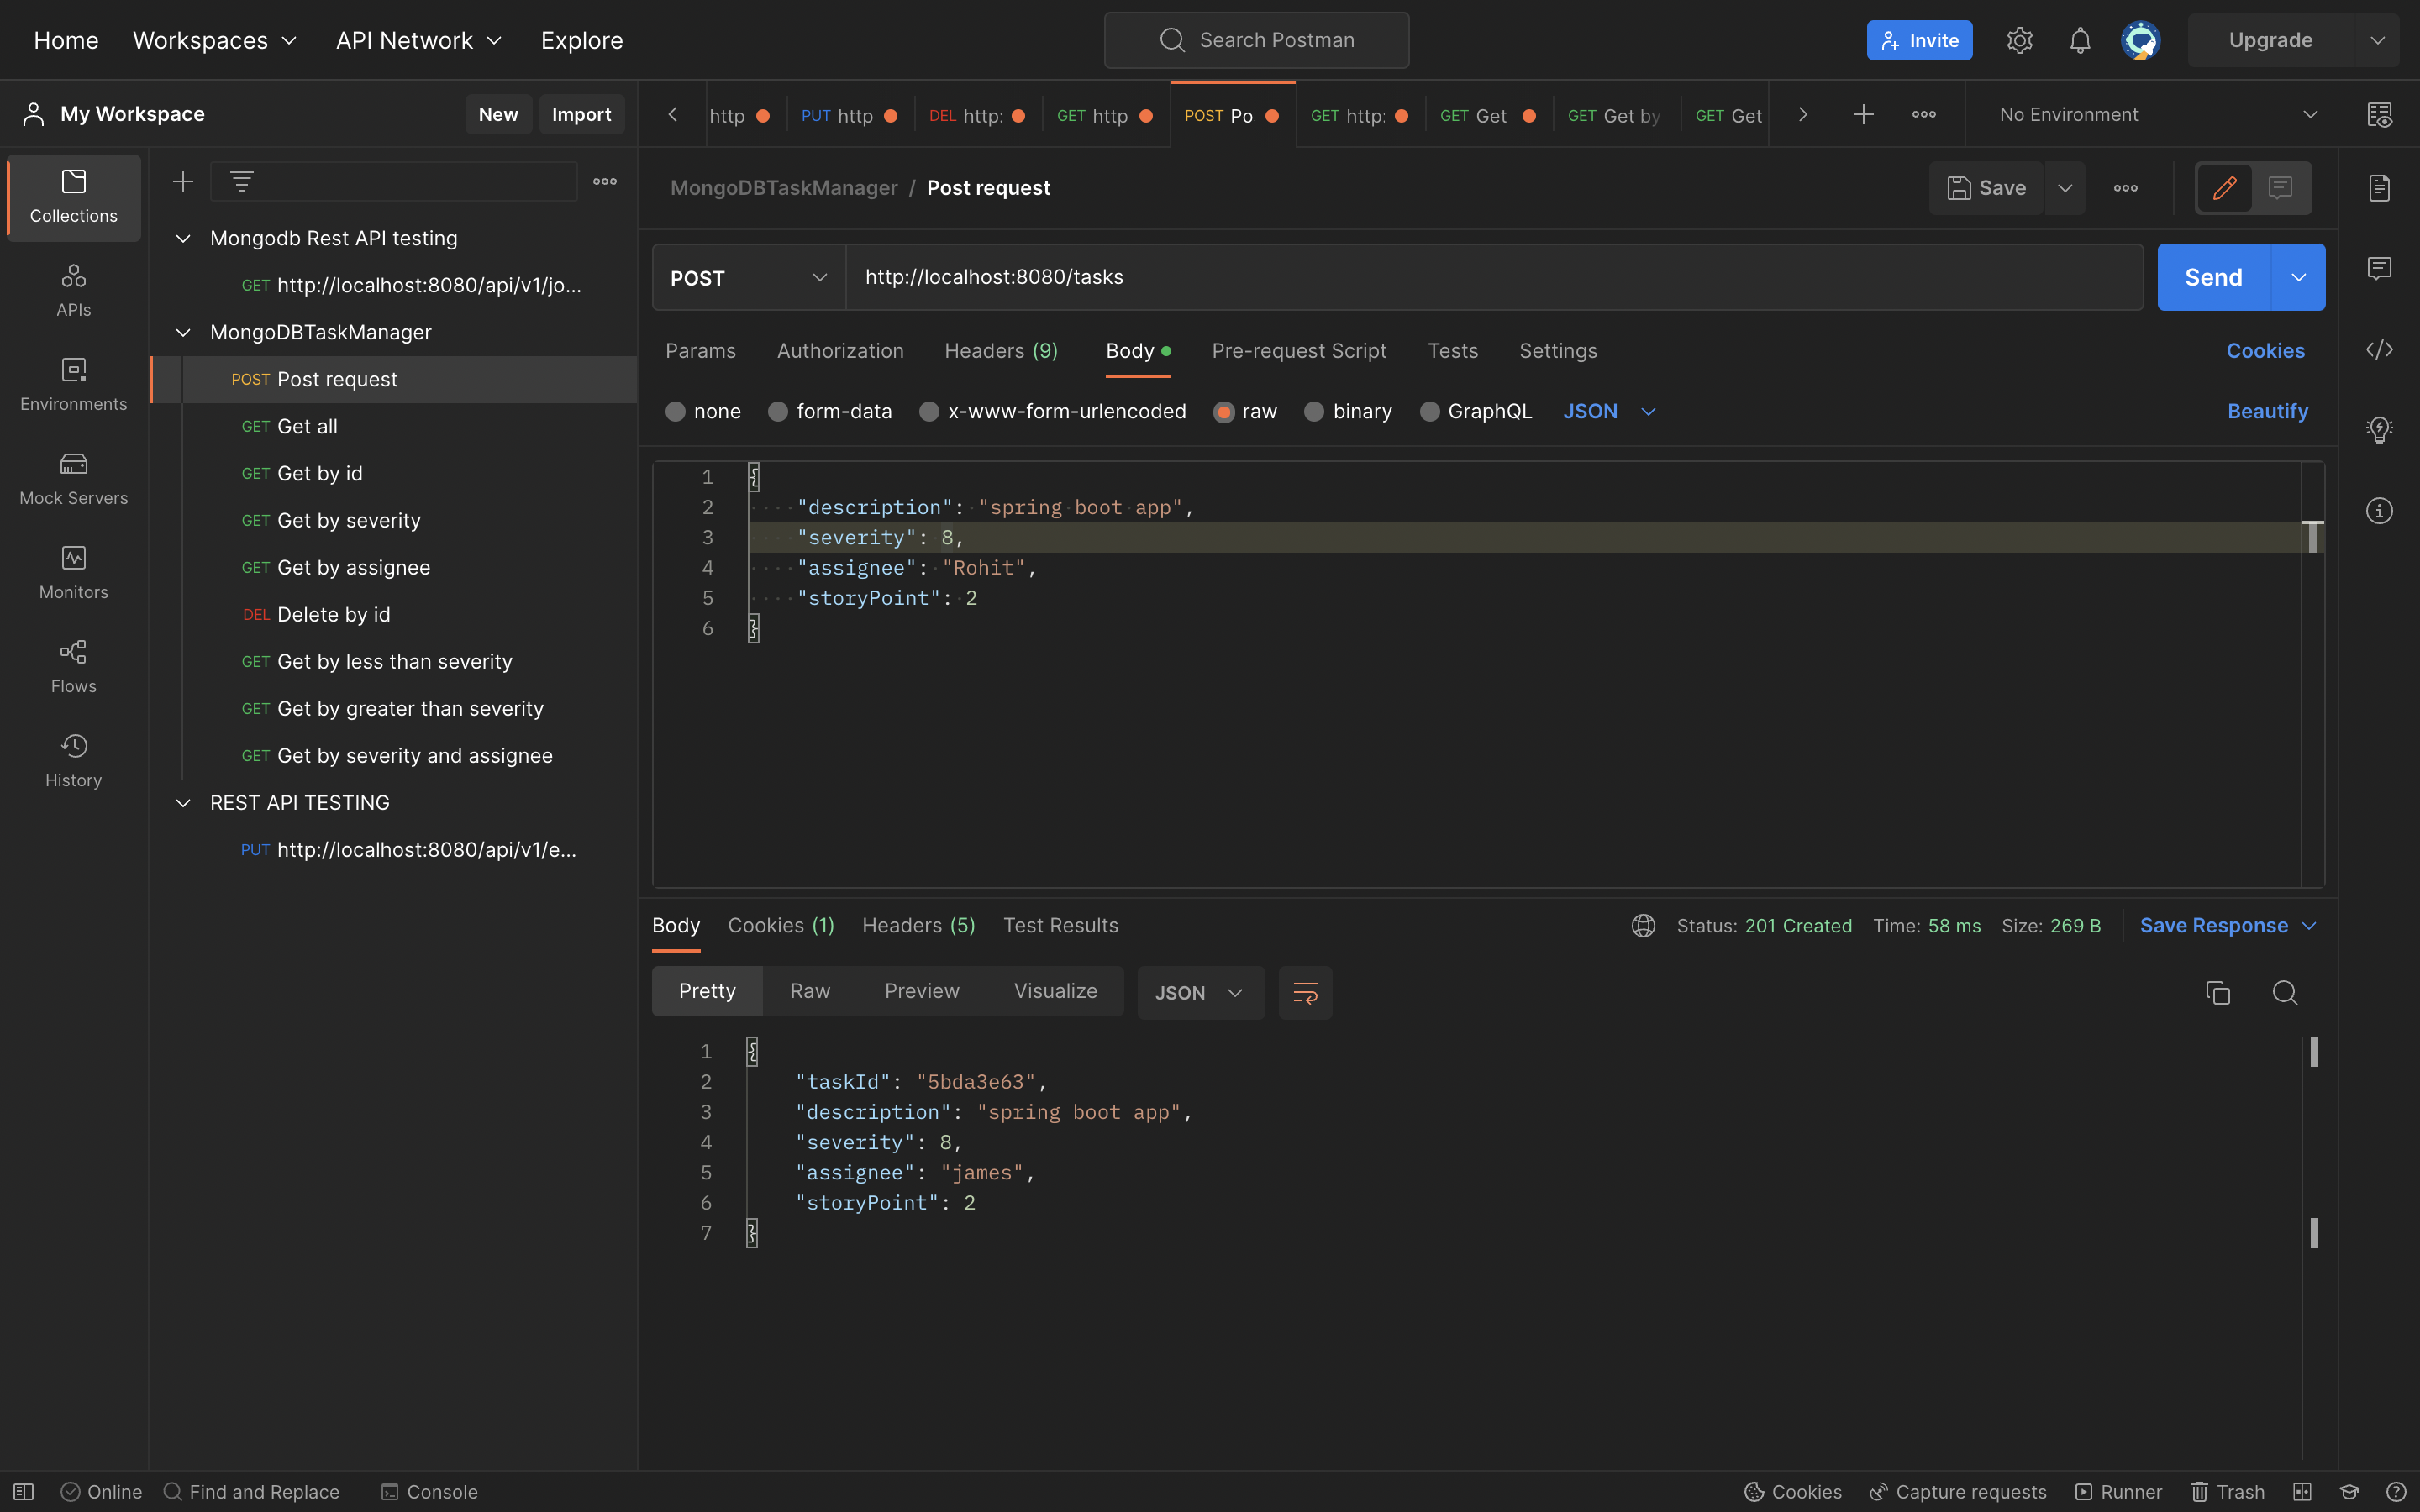 Home Workspaces API Network Explore Search Postman Invite Upgrade
My Workspace New Import
http PUT http DEL http: GET http POST Po: GET http: GET Get GET Get by GET Get No Environment
Collections
APIs
Environments
Mock Servers
Monitors
Flows
History
Mongodb Rest API testing
GET http://localhost:8080/api/v1/jo...
MongoDBTaskManager
POST Post request
GET Get all
GET Get by id
GET Get by severity
GET Get by assignee
DEL Delete by id
GET Get by less than severity
GET Get by greater than severity
GET Get by severity and assignee
REST API TESTING
PUT http://localhost:8080/api/v1/e...
MongoDBTaskManager / Post request Save
POST http://localhost:8080/tasks Send
Params Authorization Headers (9) Body Pre-request Script Tests Settings Cookies
none form-data x-www-form-urlencoded raw binary GraphQL JSON Beautify
1 {
2 "description": "spring boot app",
3 "severity": 8,
4 "assignee": "Rohit",
5 "storyPoint": 2
6 }
Body Cookies (1) Headers (5) Test Results Status: 201 Created Time: 58 ms Size: 269 B Save Response
Pretty Raw Preview Visualize JSON
1 {
2 "taskId": "5bda3e63",
3 "description": "spring boot app",
4 "severity": 8,
5 "assignee": "james",
6 "storyPoint": 2
7 }
Online Find and Replace Console Cookies Capture requests Runner Trash